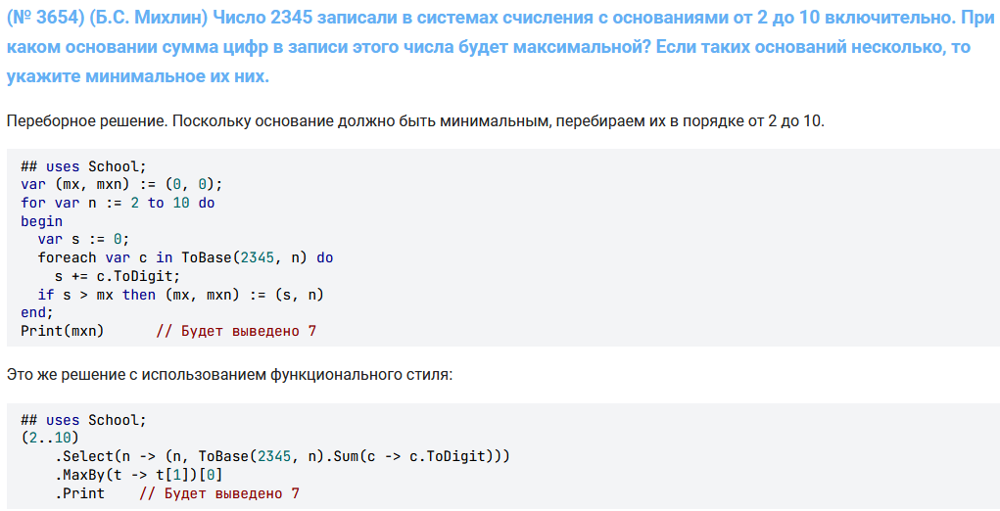 (№ 3654) (Б.С. Михлин) Число 2345 записали в системах счисления с основаниями от 2 до 10 включительно. При
каком основании сумма цифр в записи этого числа будет максимальной? Если таких оснований несколько, то
укажите минимальное их них.
Переборное решение. Поскольку основание должно быть минимальным, перебираем их в порядке от 2 до 10.
## uses School;
var (mx, mxn) := (0, 0);
for var n := 2 to 10 do
begin
  var s := 0;
  foreach var c in ToBase(2345, n) do
    s += c.ToDigit;
  if s > mx then (mx, mxn) := (s, n)
end;
Print(mxn)      // Будет выведено 7
Это же решение с использованием функционального стиля:
## uses School;
(2..10)
    .Select(n -> (n, ToBase(2345, n).Sum(c -> c.ToDigit)))
    .MaxBy(t -> t[1])[0]
    .Print    // Будет выведено 7